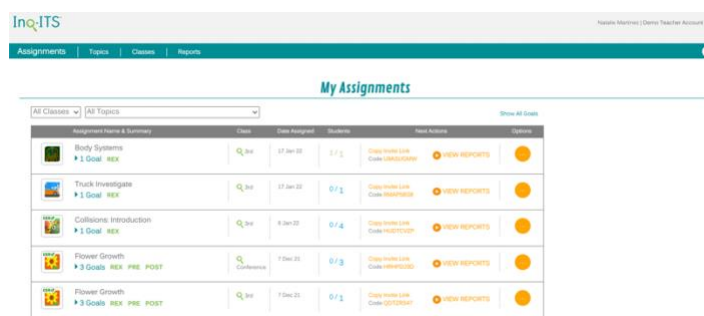 Inq-ITS
Natalie Martinez | Demo Teacher Account
Assignments | Topics | Classes | Reports
My Assignments
All Classes All Topics
Show All Goals
Assignment Name & Summary Class Date Assigned Students Next Actions Options
Body Systems
1 Goal REX
3rd 17 Jan 22 1 / 1
Copy Invite Link
Code
VIEW REPORTS
Truck Investigate
1 Goal REX
3rd 17 Jan 22 0 / 1
Copy Invite Link
Code
VIEW REPORTS
Collisions: Introduction
1 Goal REX
3rd 6 Jan 22 0 / 4
Copy Invite Link
Code
VIEW REPORTS
Flower Growth
3 Goals REX PRE POST
Conference 7 Dec 21 0 / 3
Copy Invite Link
Code
VIEW REPORTS
Flower Growth
3 Goals REX PRE POST
3rd 7 Dec 21 0 / 1
Copy Invite Link
Code
VIEW REPORTS